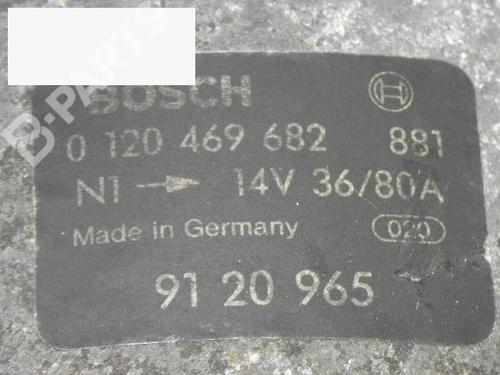 BOSCH
0 120 469 682 881
N1 → 14V 36/80A
Made in Germany 020
91 20 965
B-PARTS